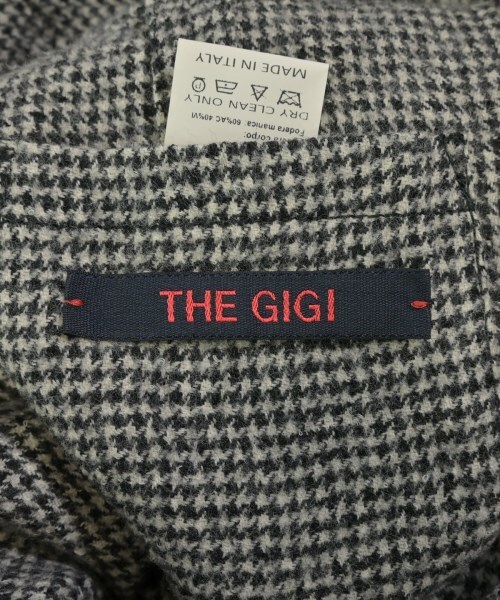 THE GIGI
corpo:
Fodera manica: 60%AC 40%VI
DRY CLEAN ONLY
MADE IN ITALY